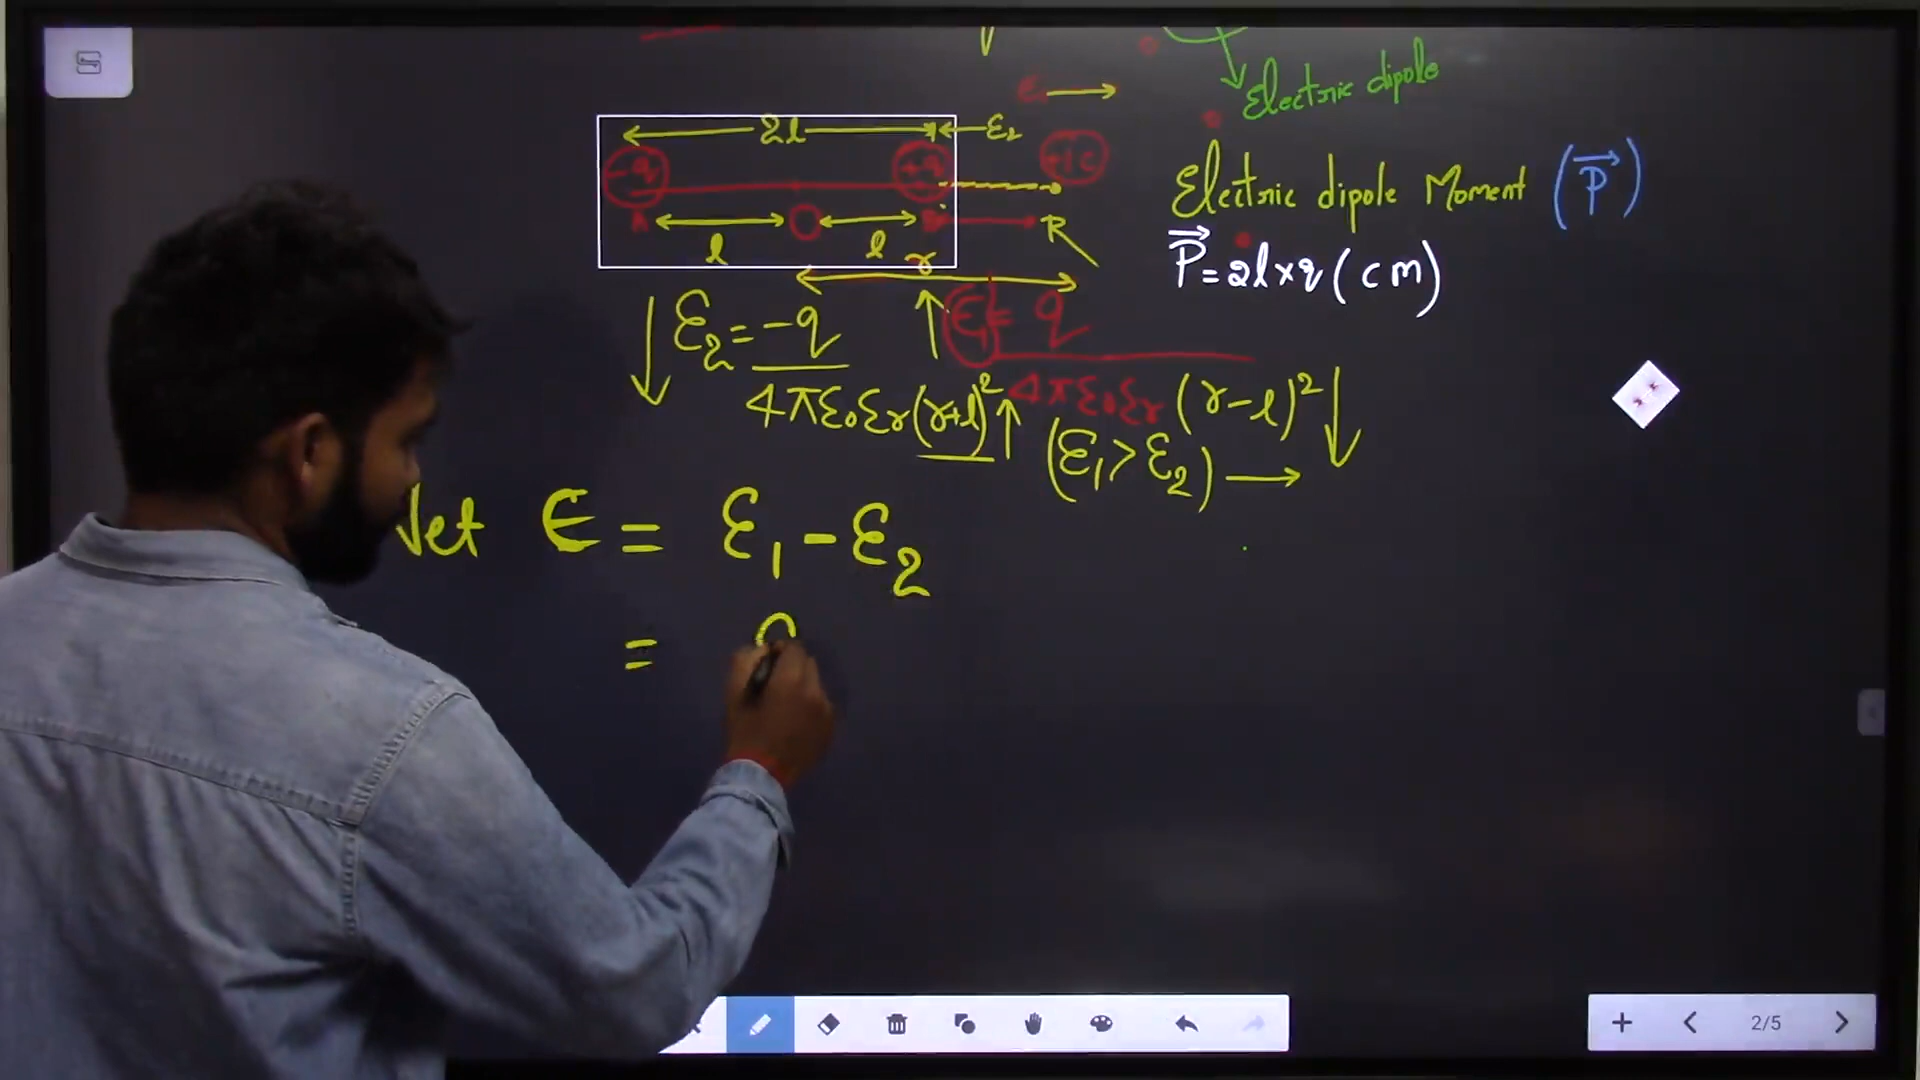 Electric dipole
2l
E₂
-q
+q
+1C
A
O
B
R
l
l
r
Electric dipole Moment (P⃗)
P⃗ = 2l×q (cm)
E₂ = -q
4πε₀εr(r+l)²
E₁ = q
4πε₀εr (r-l)²
(E₁ > E₂) →
Net E = E₁ - E₂
=
2/5